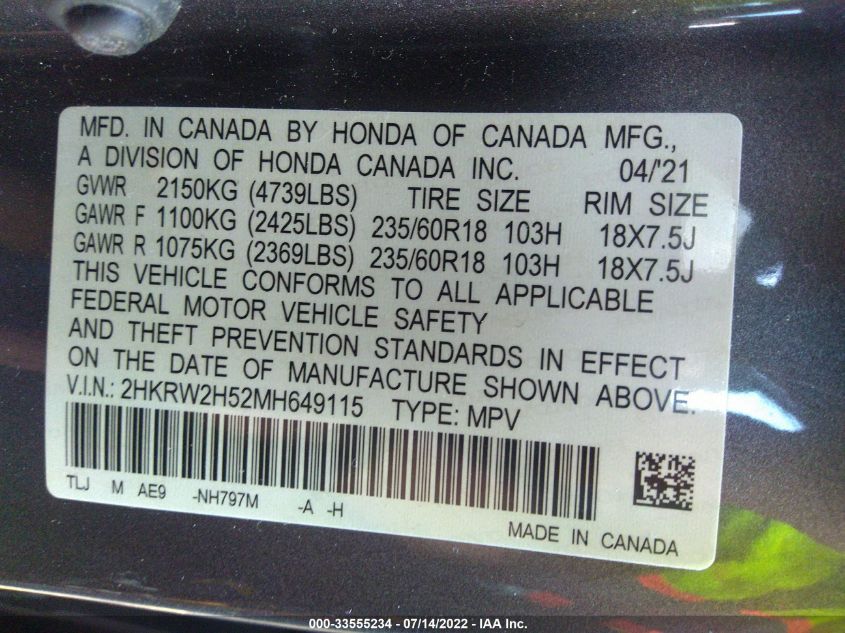 MFD. IN CANADA BY HONDA OF CANADA MFG.,
A DIVISION OF HONDA CANADA INC. 04/'21
GVWR 2150KG (4739LBS) TIRE SIZE RIM SIZE
GAWR F 1100KG (2425LBS) 235/60R18 103H 18X7.5J
GAWR R 1075KG (2369LBS) 235/60R18 103H 18X7.5J
THIS VEHICLE CONFORMS TO ALL APPLICABLE
FEDERAL MOTOR VEHICLE SAFETY
AND THEFT PREVENTION STANDARDS IN EFFECT
ON THE DATE OF MANUFACTURE SHOWN ABOVE.
V.I.N.: 2HKRW2H52MH649115 TYPE: MPV
TLJ M AE9 -NH797M -A -H
MADE IN CANADA
000-33555234 - 07/14/2022 - IAA Inc.